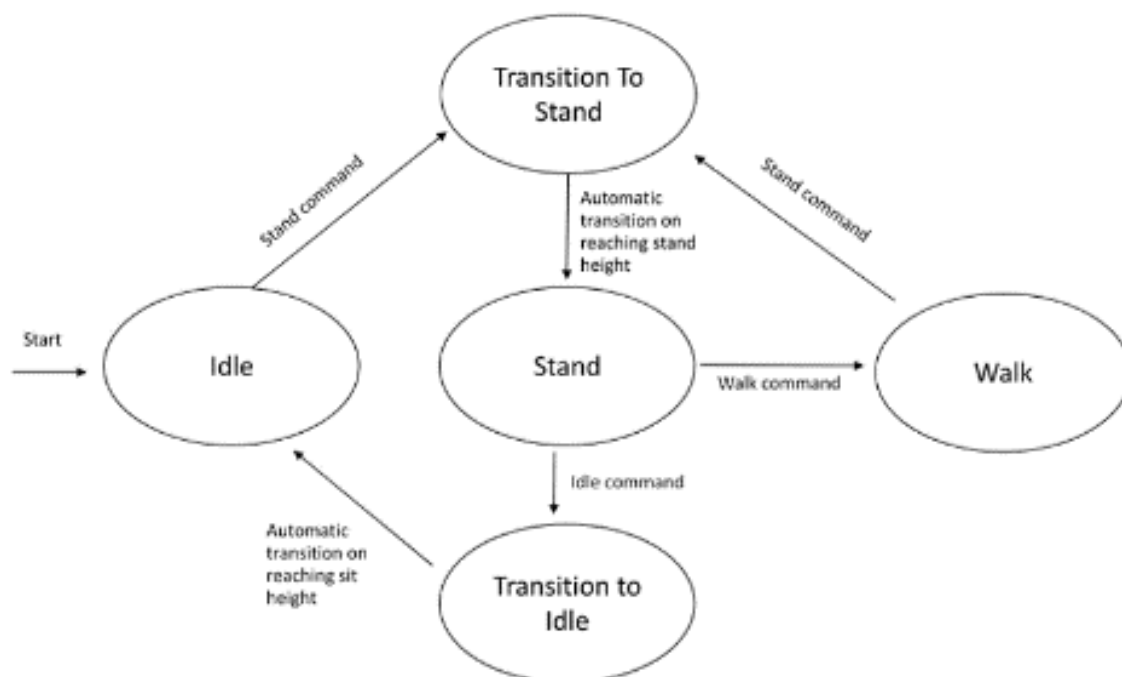 Transition To
Stand
Stand command
Stand command
Automatic
transition on
reaching stand
height
Start
Idle
Stand
Walk command
Walk
Idle command
Automatic
transition on
reaching sit
height
Transition to
Idle